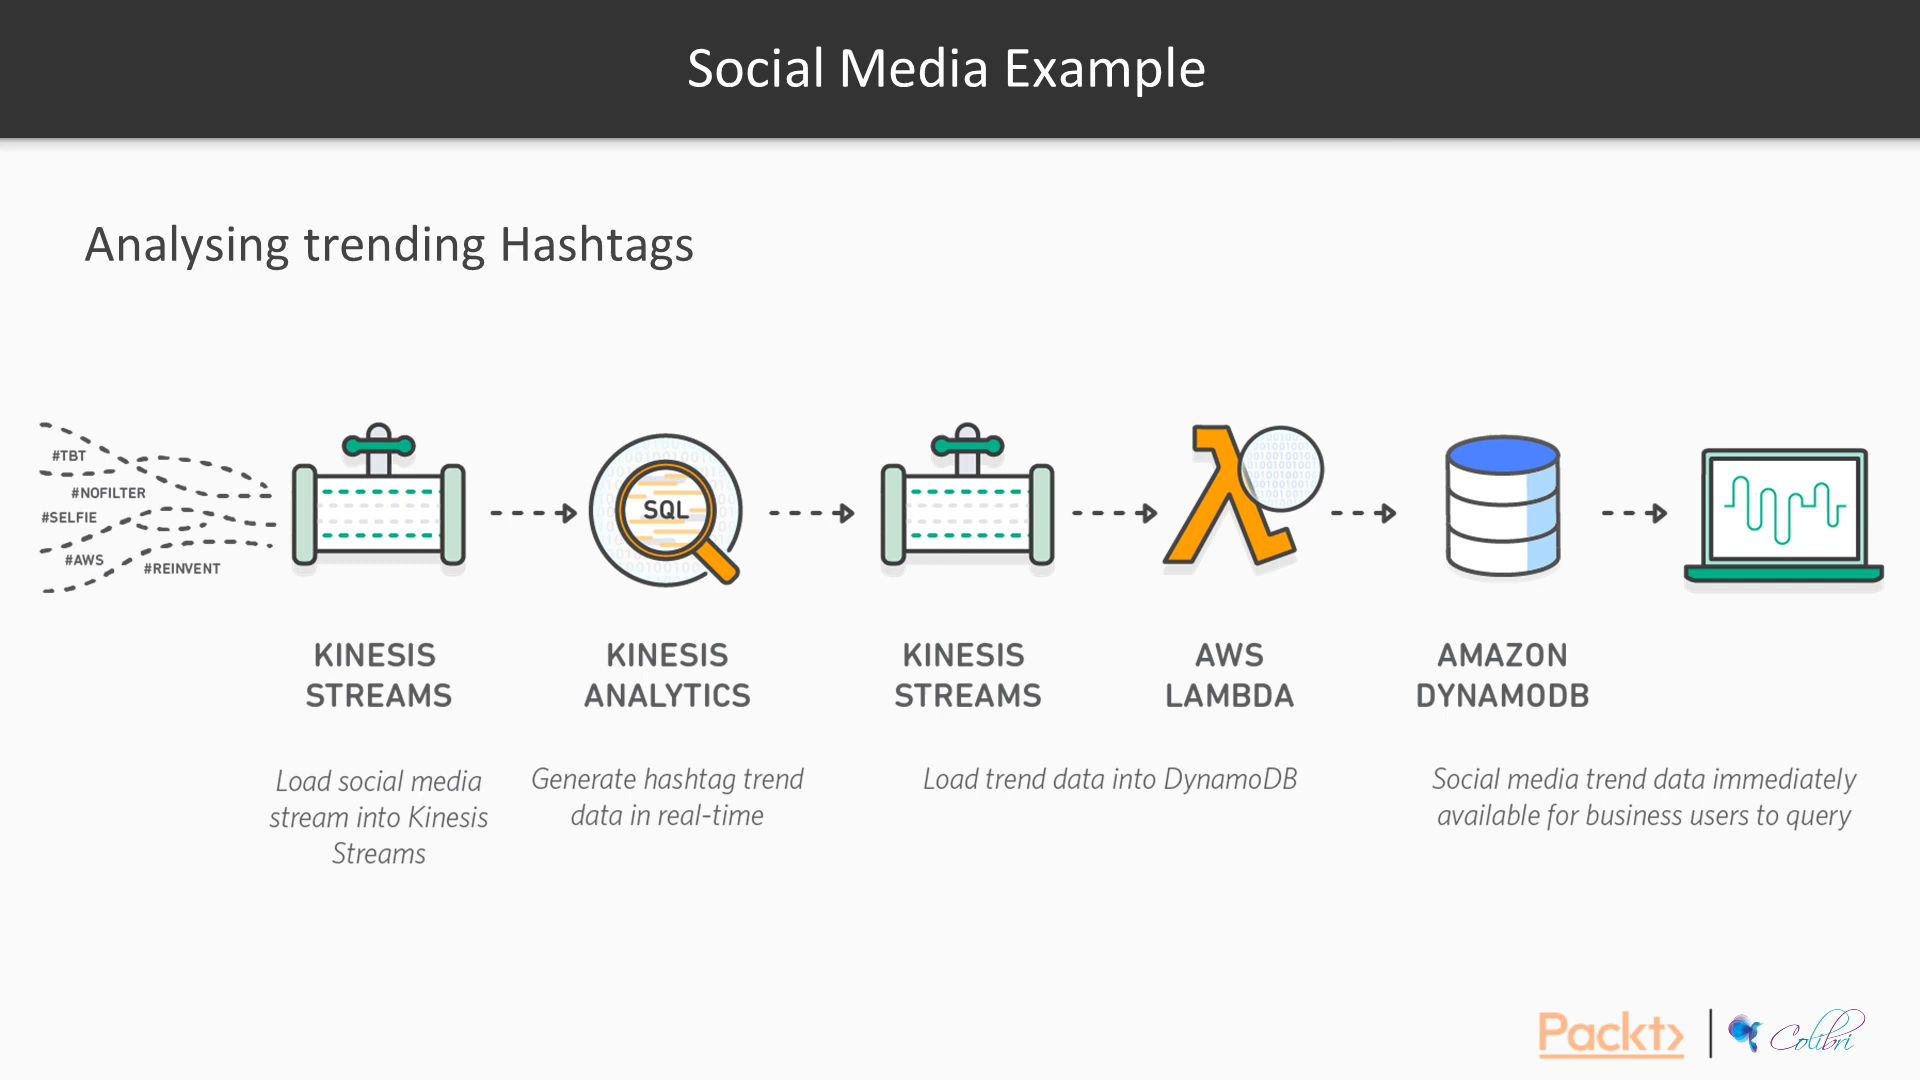 Social Media Example
Analysing trending Hashtags
#TBT
#NOFILTER
#SELFIE
#AWS
#REINVENT
SQL
KINESIS
STREAMS
KINESIS
ANALYTICS
KINESIS
STREAMS
AWS
LAMBDA
AMAZON
DYNAMODB
Load social media
stream into Kinesis
Streams
Generate hashtag trend
data in real-time
Load trend data into DynamoDB
Social media trend data immediately
available for business users to query
Packt>
Colibri